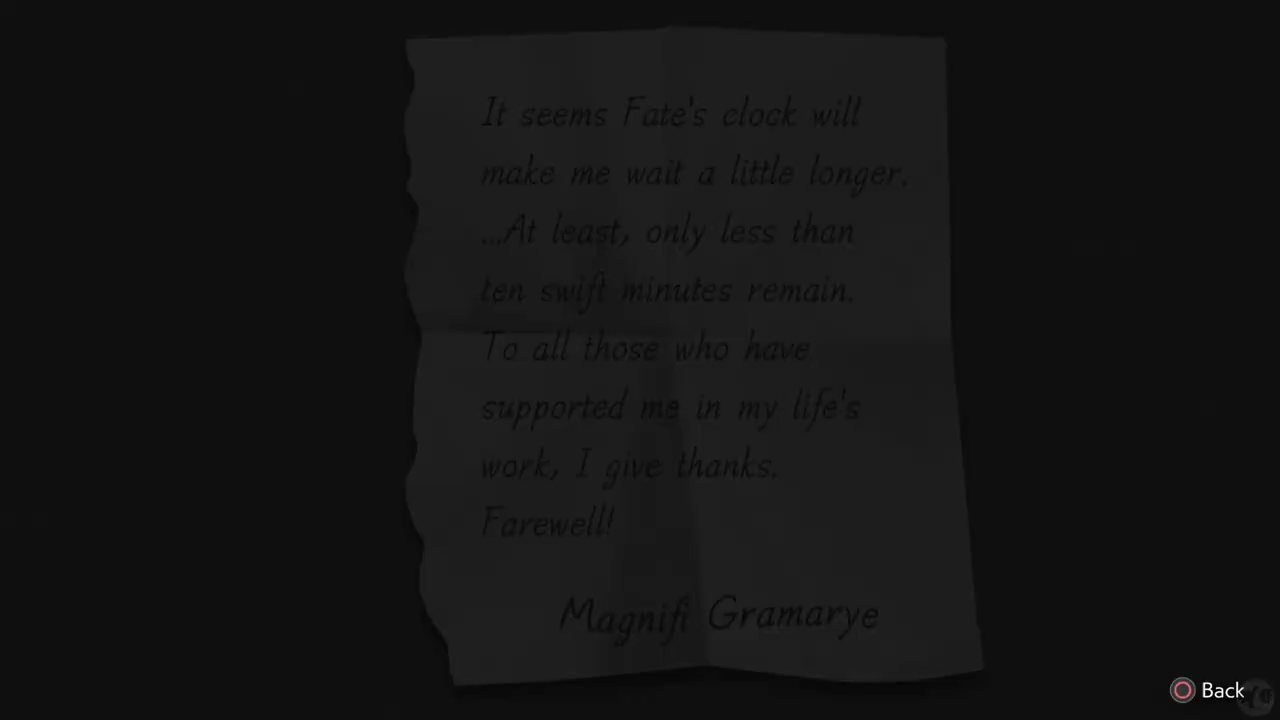 It seems Fate's clock will
make me wait a little longer.
...At least, only less than
ten swift minutes remain.
To all those who have
supported me in my life's
work, I give thanks.
Farewell!
Magnifi Gramarye
Back